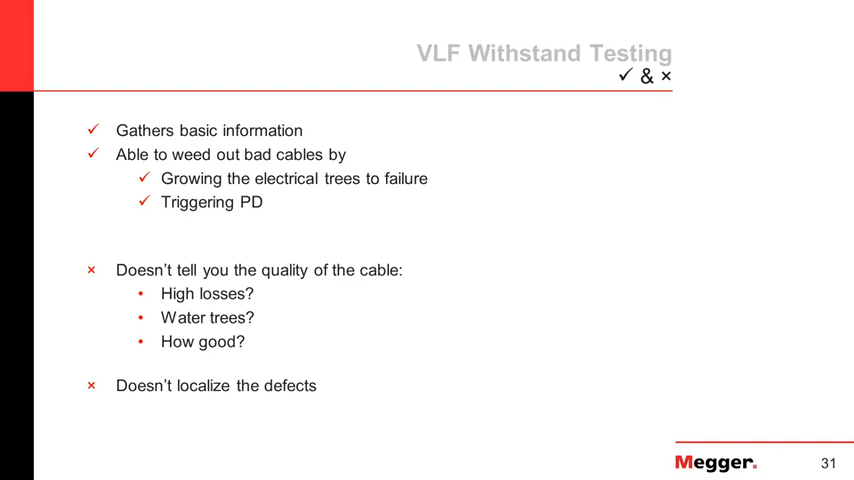 VLF Withstand Testing
✓ & ×
✓ Gathers basic information
✓ Able to weed out bad cables by
✓ Growing the electrical trees to failure
✓ Triggering PD
× Doesn’t tell you the quality of the cable:
• High losses?
• Water trees?
• How good?
× Doesn’t localize the defects
Megger.
31